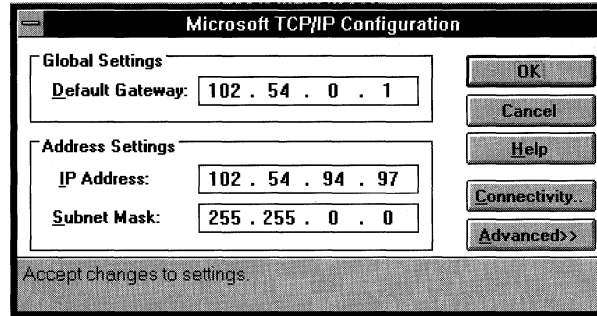 Microsoft TCP/IP Configuration
Global Settings
Default Gateway: 102 . 54 . 0 . 1
Address Settings
IP Address: 102 . 54 . 94 . 97
Subnet Mask: 255 . 255 . 0 . 0
OK
Cancel
Help
Connectivity..
Advanced>>
Accept changes to settings.